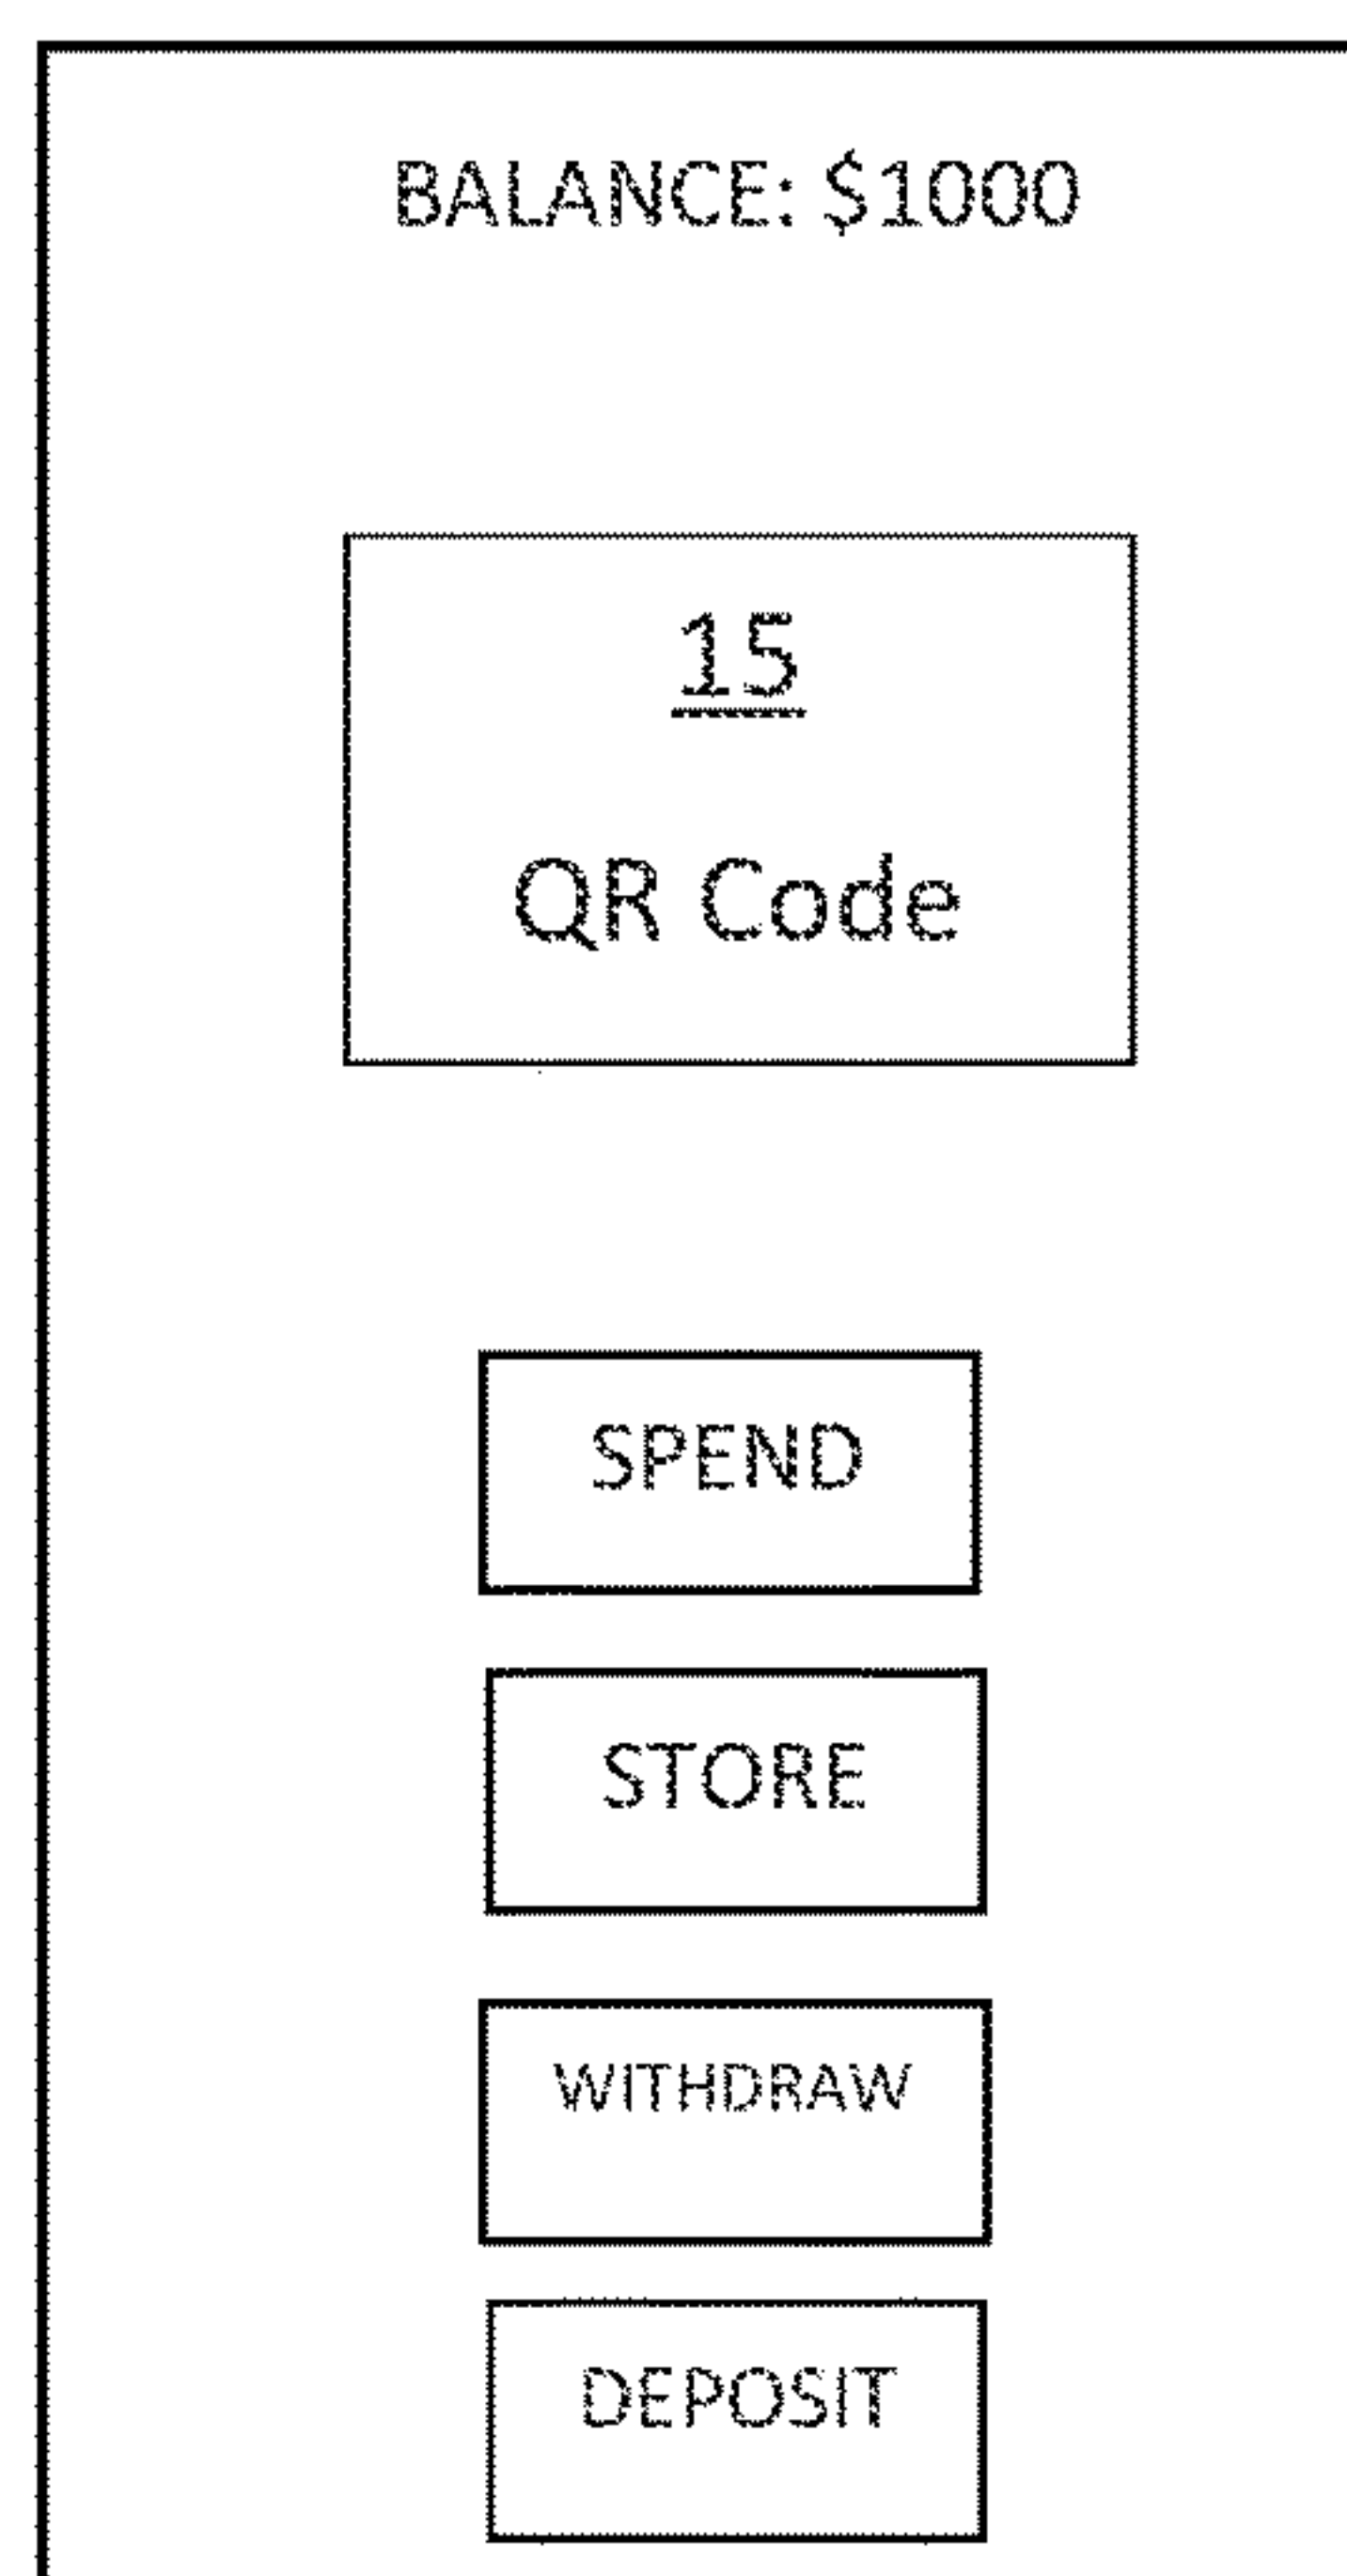 BALANCE: $1000
15
QR Code
SPEND
STORE
WITHDRAW
DEPOSIT